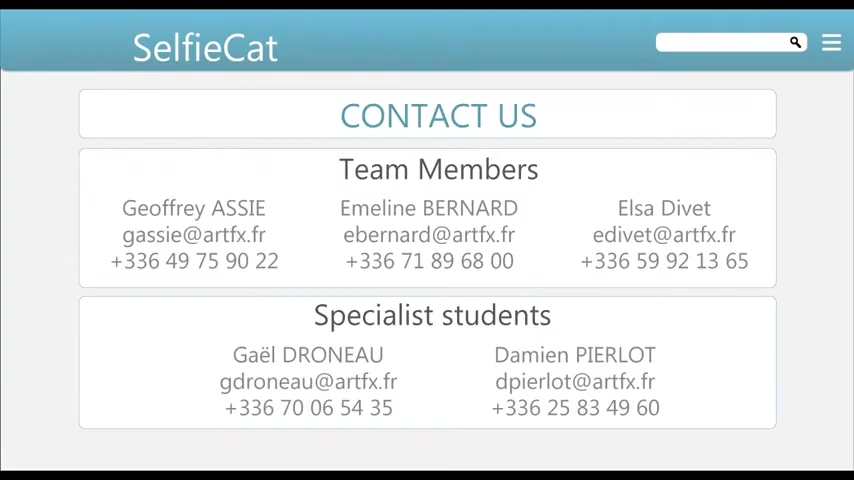 SelfieCat
CONTACT US
Team Members
Geoffrey ASSIE
gassie@artfx.fr
+336 49 75 90 22
Emeline BERNARD
ebernard@artfx.fr
+336 71 89 68 00
Elsa Divet
edivet@artfx.fr
+336 59 92 13 65
Specialist students
Gaël DRONEAU
gdroneau@artfx.fr
+336 70 06 54 35
Damien PIERLOT
dpierlot@artfx.fr
+336 25 83 49 60